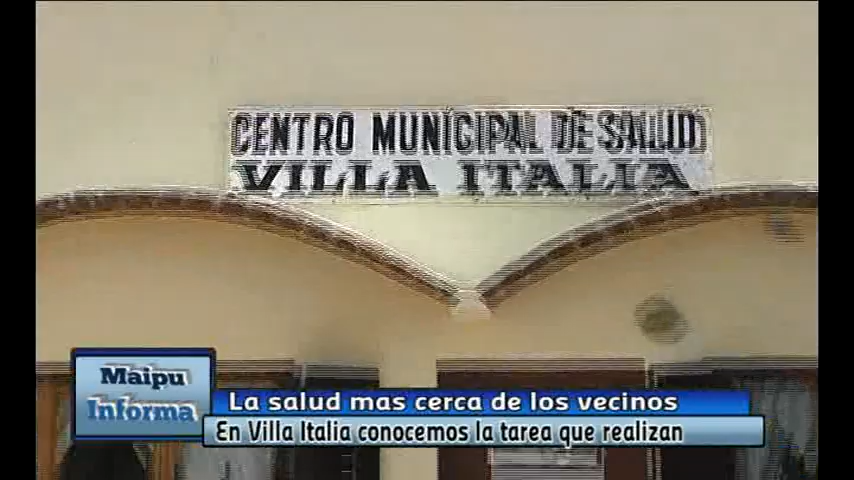 CENTRO MUNICIPAL DE SALUD
VILLA ITALIA
Maipu
Informa
La salud mas cerca de los vecinos
En Villa Italia conocemos la tarea que realizan